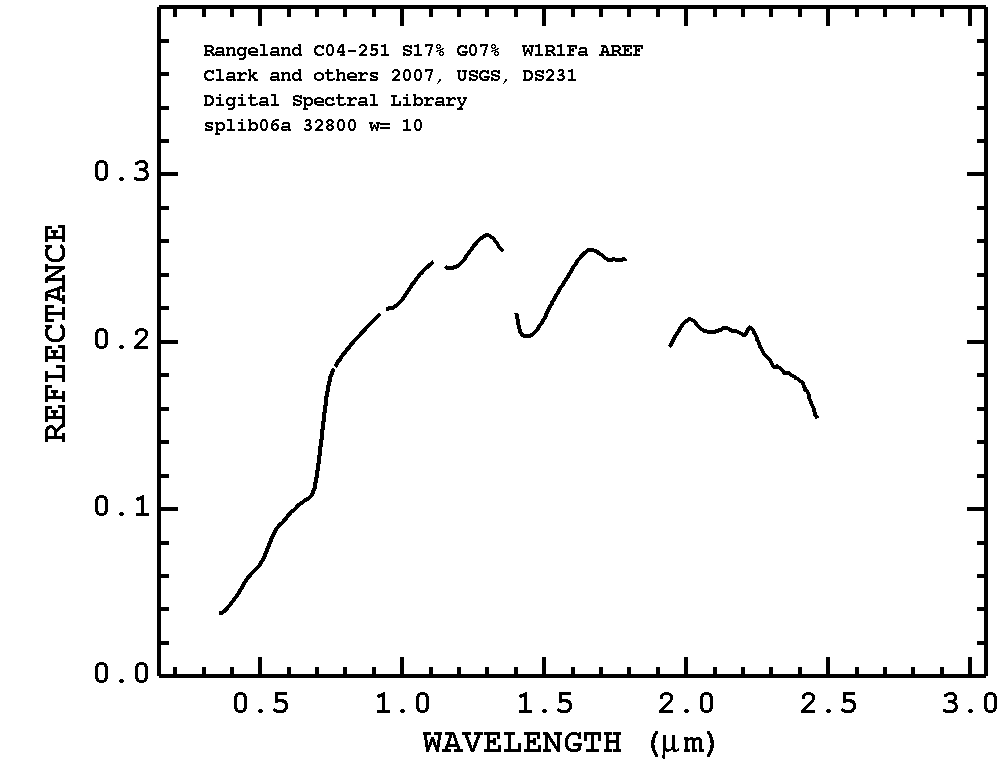 Rangeland C04-251 S17% G07%  W1R1Fa AREF
Clark and others 2007, USGS, DS231
Digital Spectral Library
splib06a 32800 w= 10
0.3
0.2
0.1
0.0
REFLECTANCE
0.5 1.0 1.5 2.0 2.5 3.0
WAVELENGTH (μm)